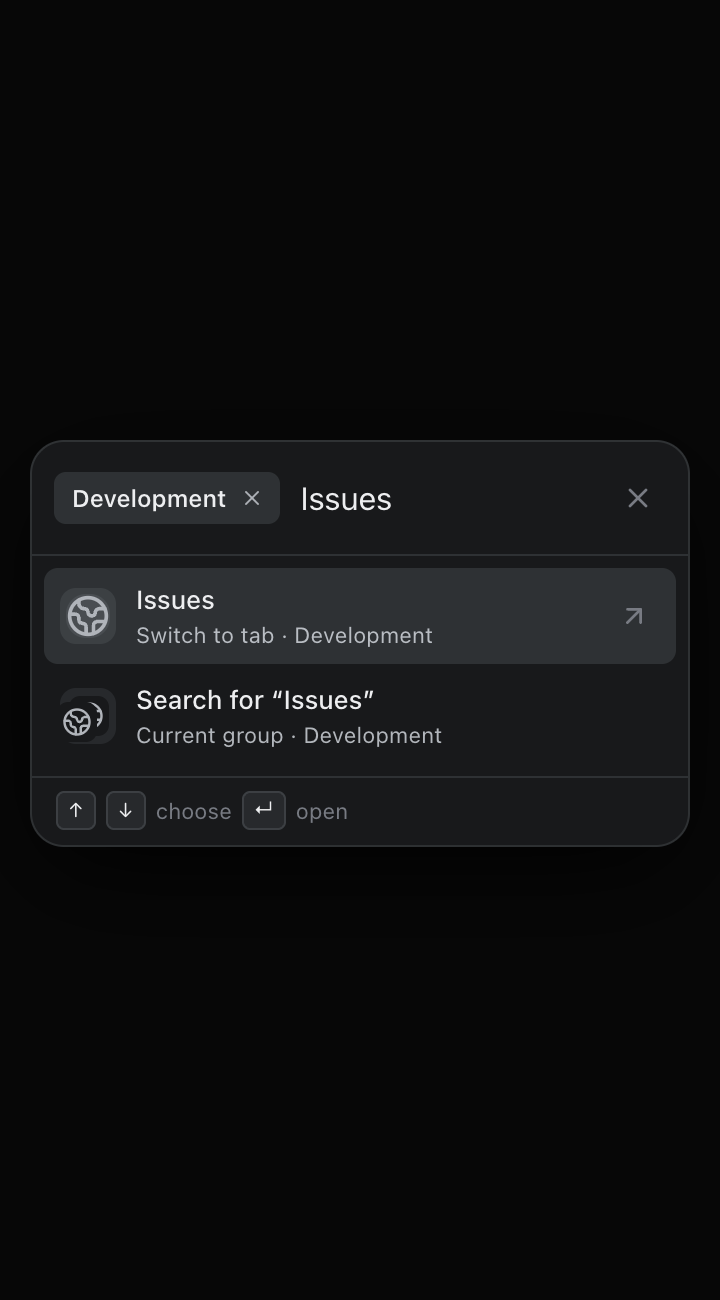 Development Issues
Issues
Switch to tab · Development
Search for “Issues”
Current group · Development
↑ ↓ choose ↵ open